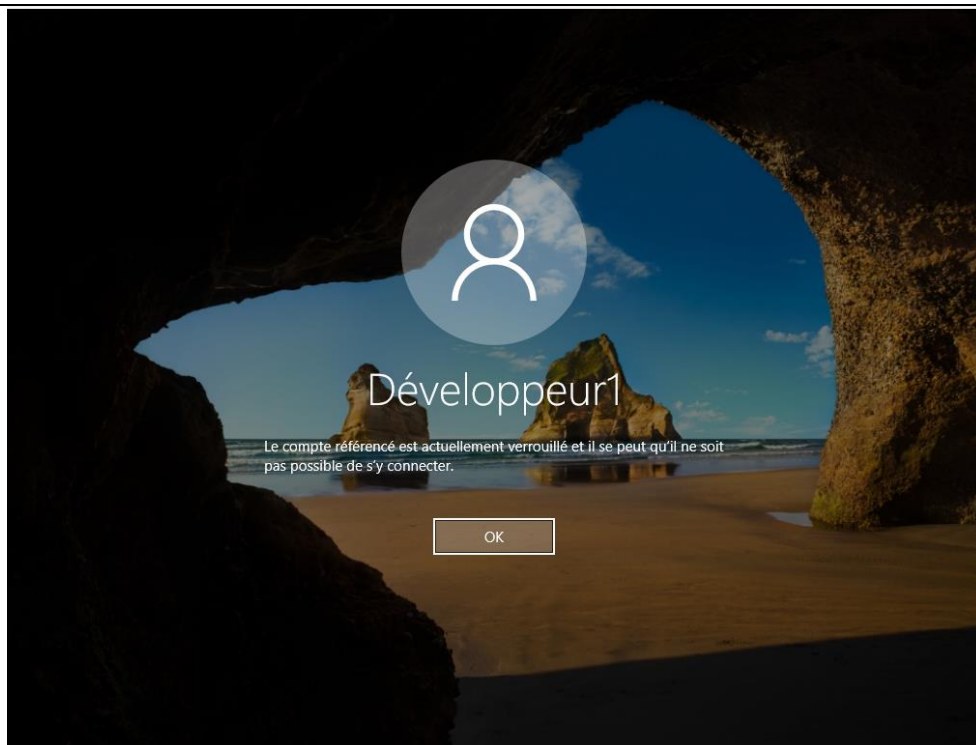 Développeur1
Le compte référencé est actuellement verrouillé et il se peut qu'il ne soit
pas possible de s'y connecter.
OK